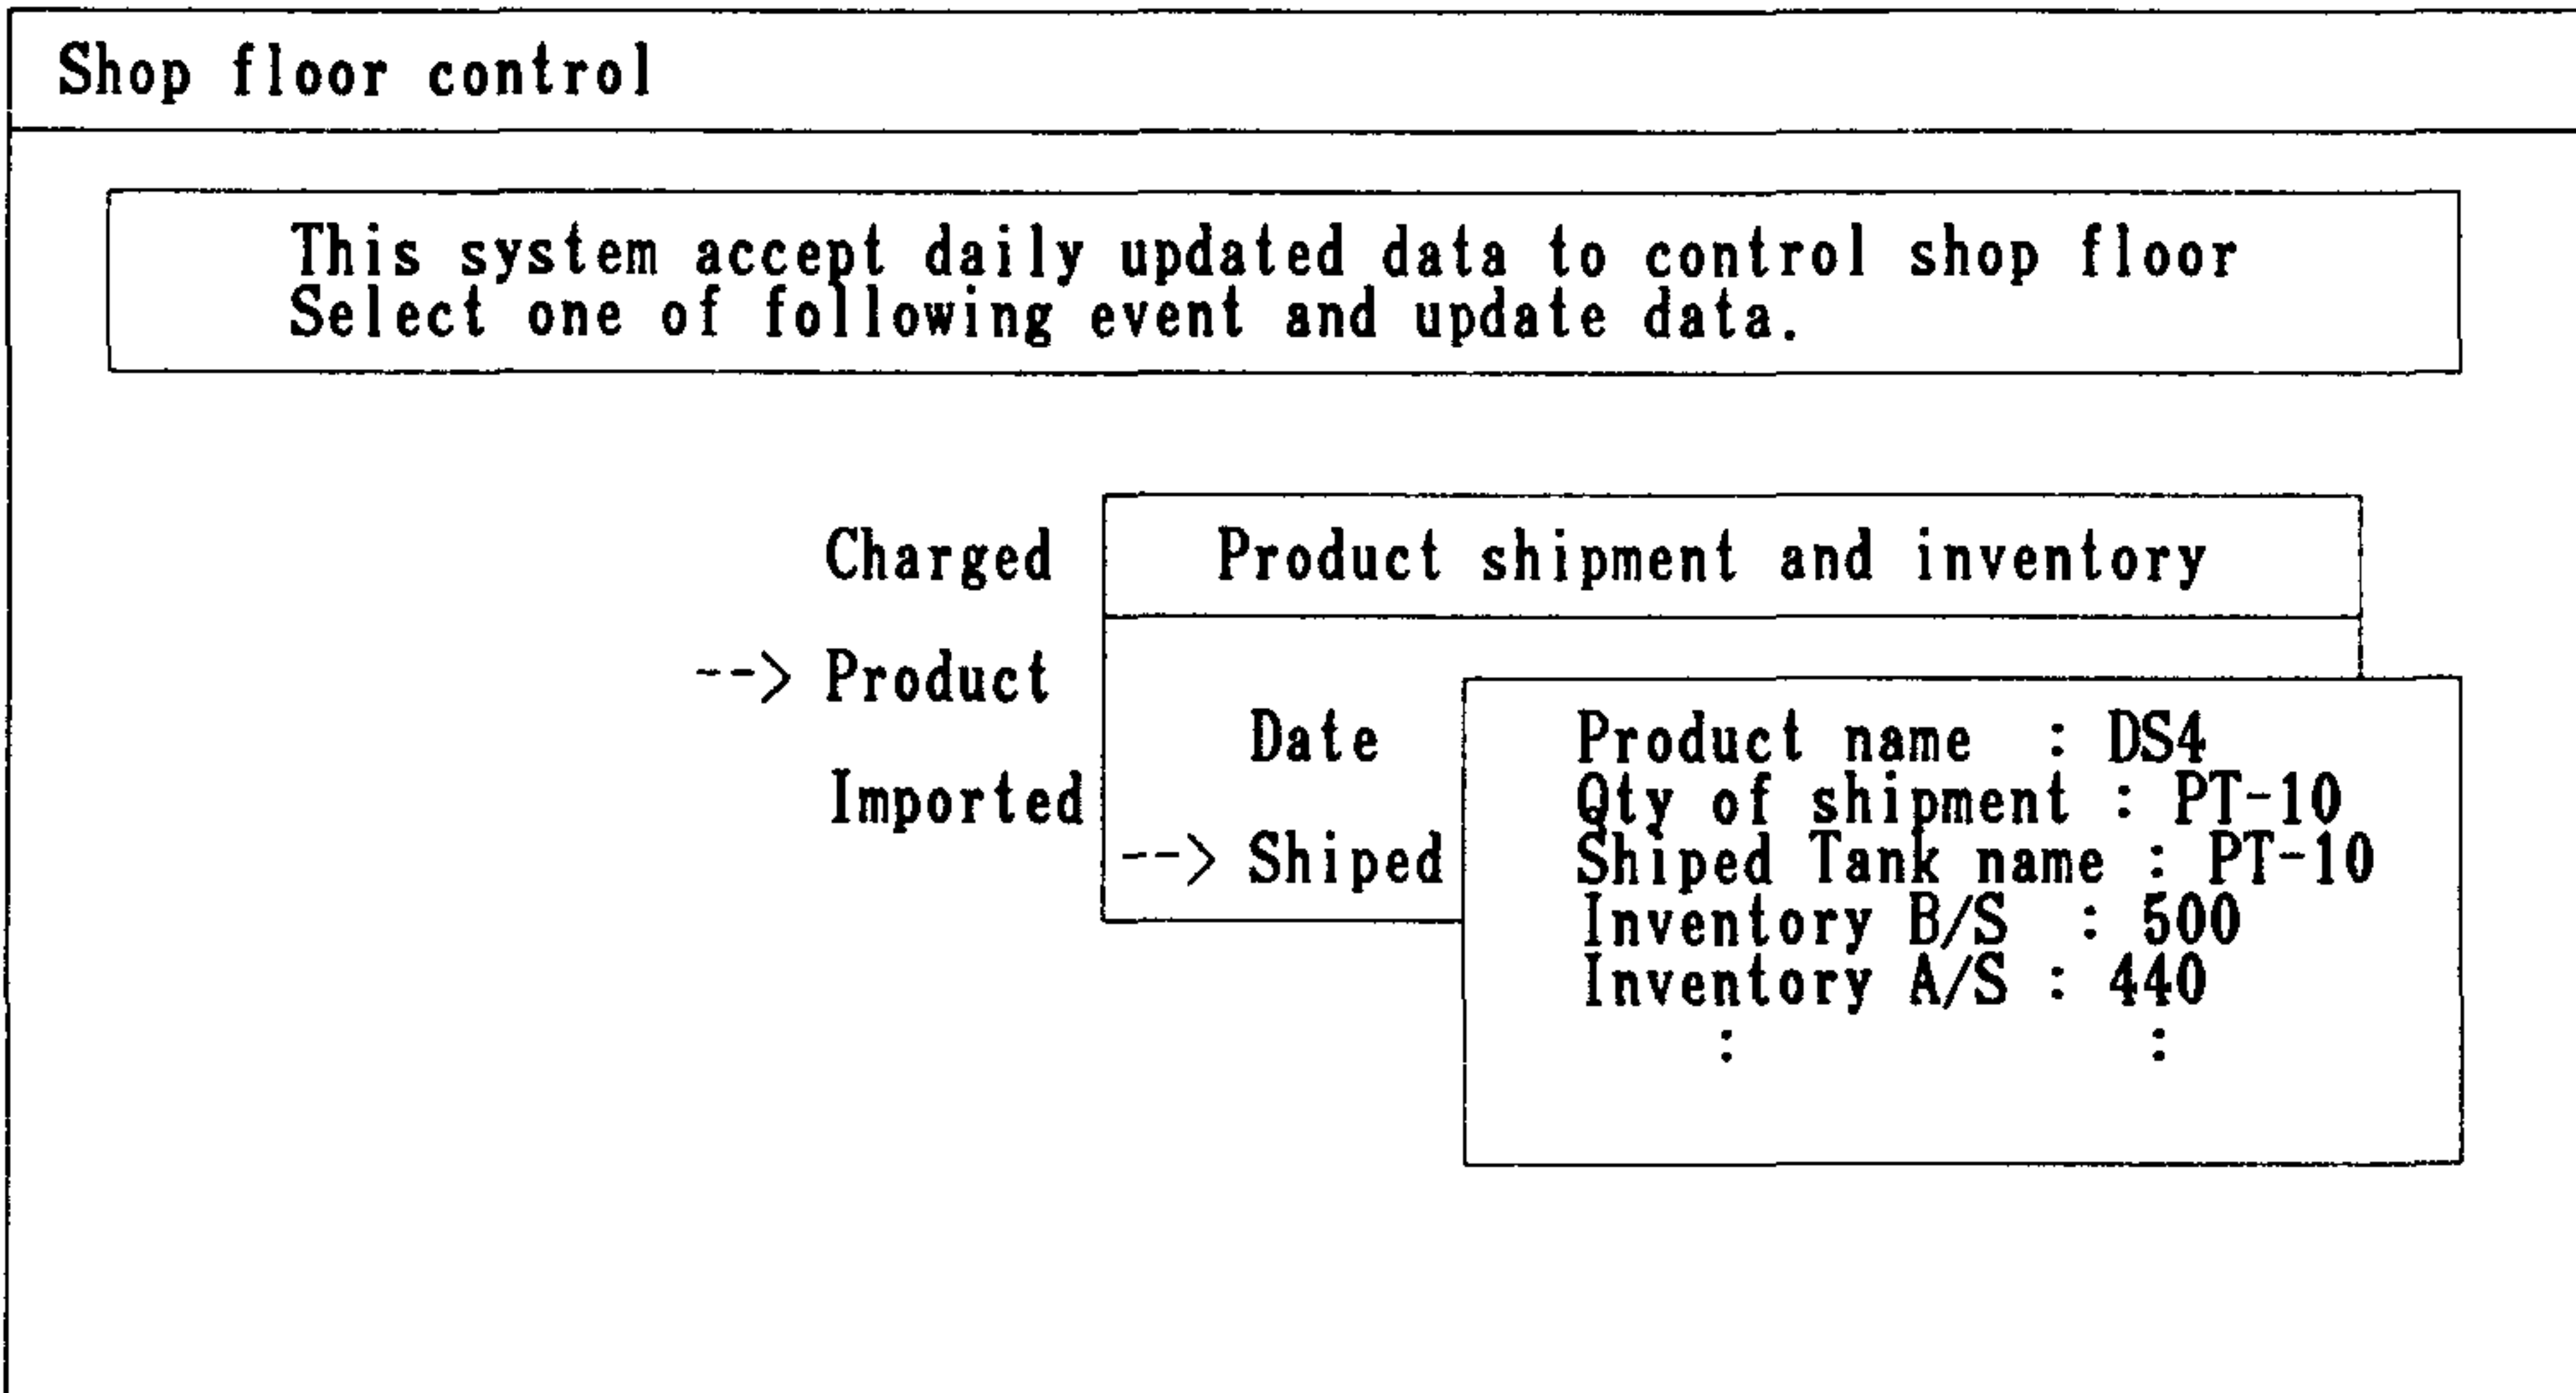 Shop floor control
This system accept daily updated data to control shop floor
Select one of following event and update data.
Charged
--> Product
Imported
Product shipment and inventory
Date
--> Shiped
Product name : DS4
Qty of shipment : PT-10
Shiped Tank name : PT-10
Inventory B/S : 500
Inventory A/S : 440
: :